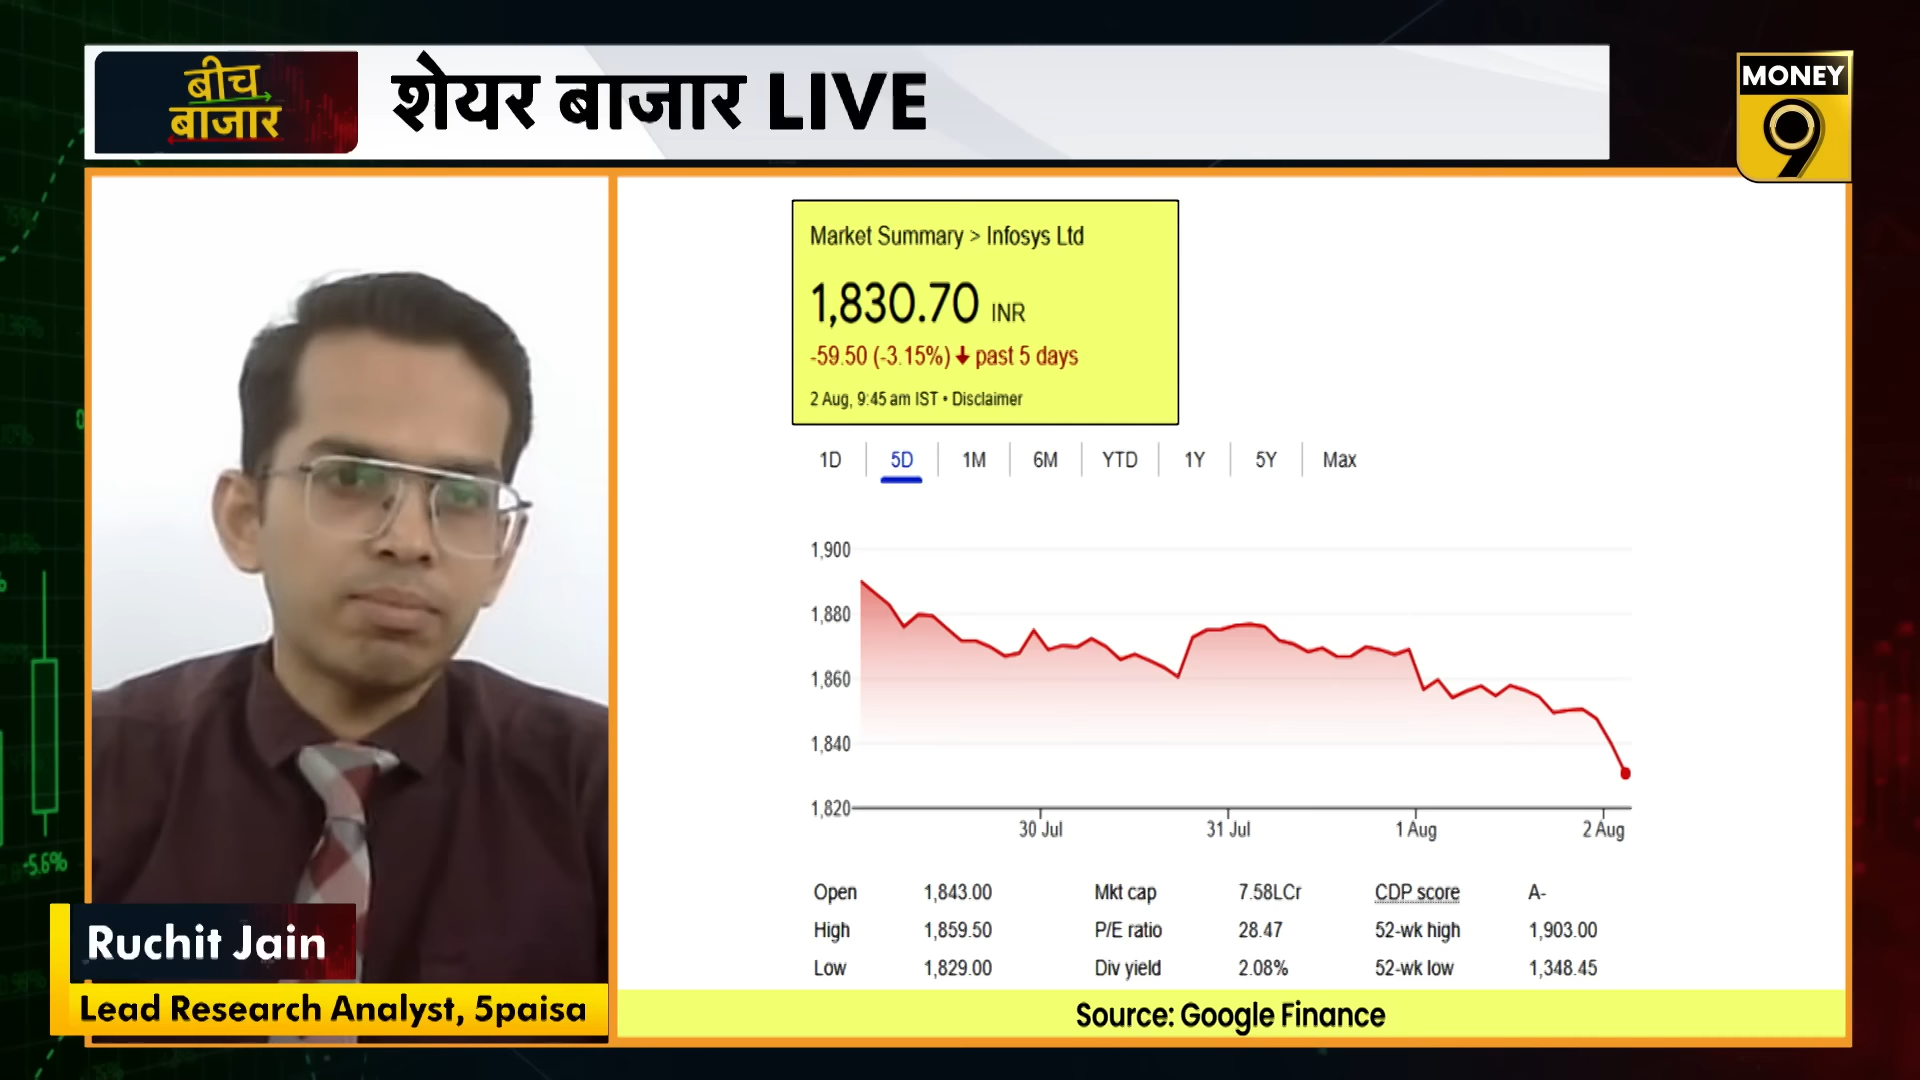 बीच
बाजार
शेयर बाजार LIVE
MONEY
9
Market Summary > Infosys Ltd
1,830.70 INR
-59.50 (-3.15%) ↓ past 5 days
2 Aug, 9:45 am IST • Disclaimer
1D 5D 1M 6M YTD 1Y 5Y Max
1,900
1,880
1,860
1,840
1,820
30 Jul 31 Jul 1 Aug 2 Aug
Open 1,843.00 Mkt cap 7.58LCr CDP score A-
High 1,859.50 P/E ratio 28.47 52-wk high 1,903.00
Low 1,829.00 Div yield 2.08% 52-wk low 1,348.45
-5.6%
Ruchit Jain
Lead Research Analyst, 5paisa
Source: Google Finance